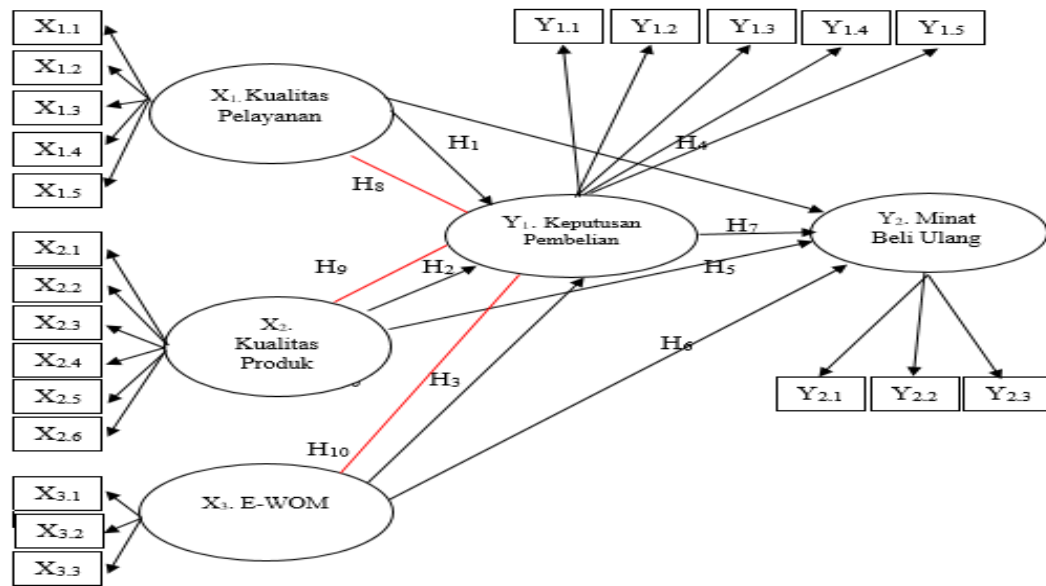 X1.1
X1.2
X1.3
X1.4
X1.5
X1. Kualitas
Pelayanan
Y1.1
Y1.2
Y1.3
Y1.4
Y1.5
H1
H4
H8
Y1. Keputusan
Pembelian
H7
Y2. Minat
Beli Ulang
X2.1
X2.2
X2.3
X2.4
X2.5
X2.6
H9
H2
H5
X2.
Kualitas
Produk
H6
H3
Y2.1
Y2.2
Y2.3
H10
X3.1
X3.2
X3.3
X3. E-WOM